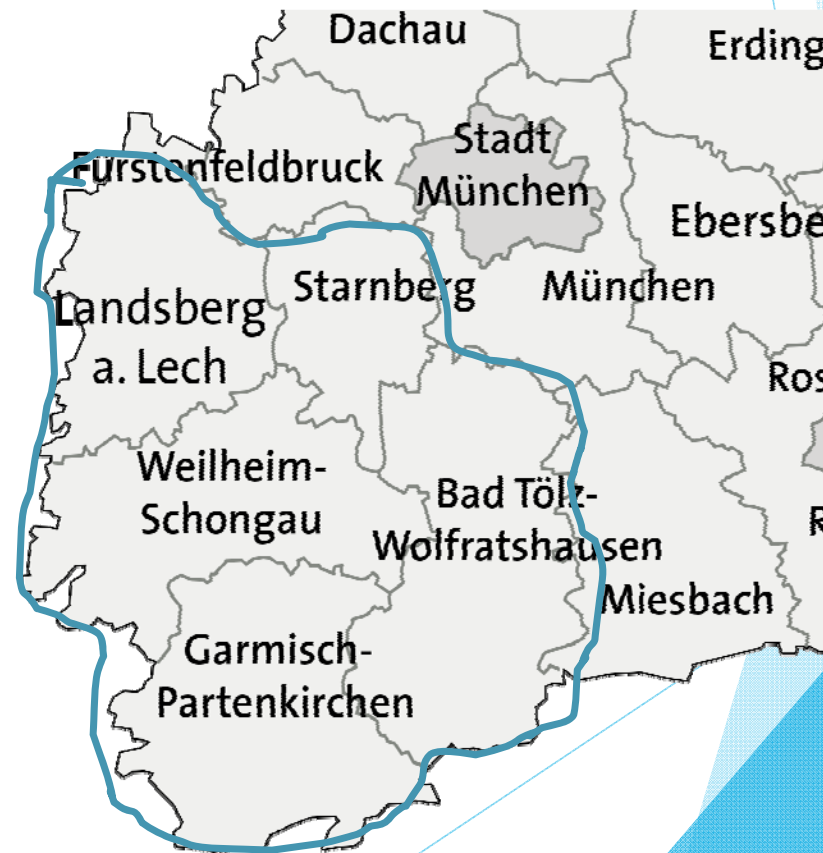 Dachau
Erding
Stadt
München
Fürstenfeldbruck
Ebersbe
Landsberg
a. Lech
Starnberg
München
Ros
Weilheim-
Schongau
Bad Tölz-
Wolfratshausen
R
Miesbach
Garmisch-
Partenkirchen